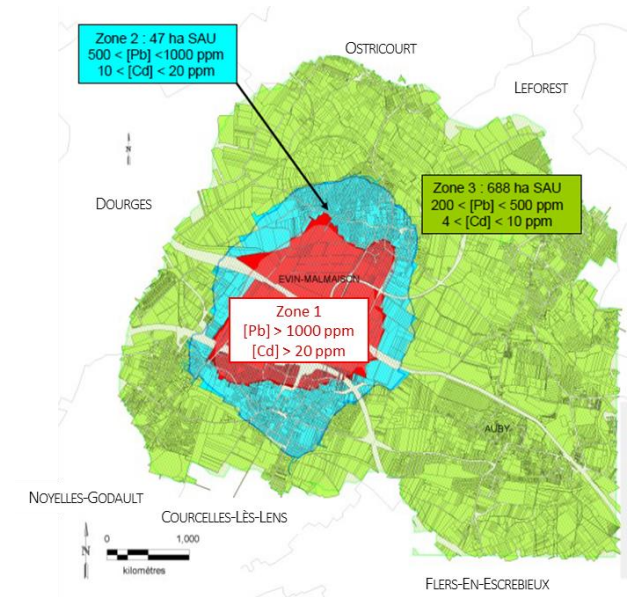 Zone 2 : 47 ha SAU
500 < [Pb] <1000 ppm
10 < [Cd] < 20 ppm
OSTRICOURT
LEFOREST
DOURGES
Zone 3 : 688 ha SAU
200 < [Pb] < 500 ppm
4 < [Cd] < 10 ppm
EVIN-MALMAISON
Zone 1
[Pb] > 1000 ppm
[Cd] > 20 ppm
AUBY
NOYELLES-GODAULT
COURCELLES-LÈS-LENS
N
0 1,000
kilomètres
FLERS-EN-ESCREBIEUX